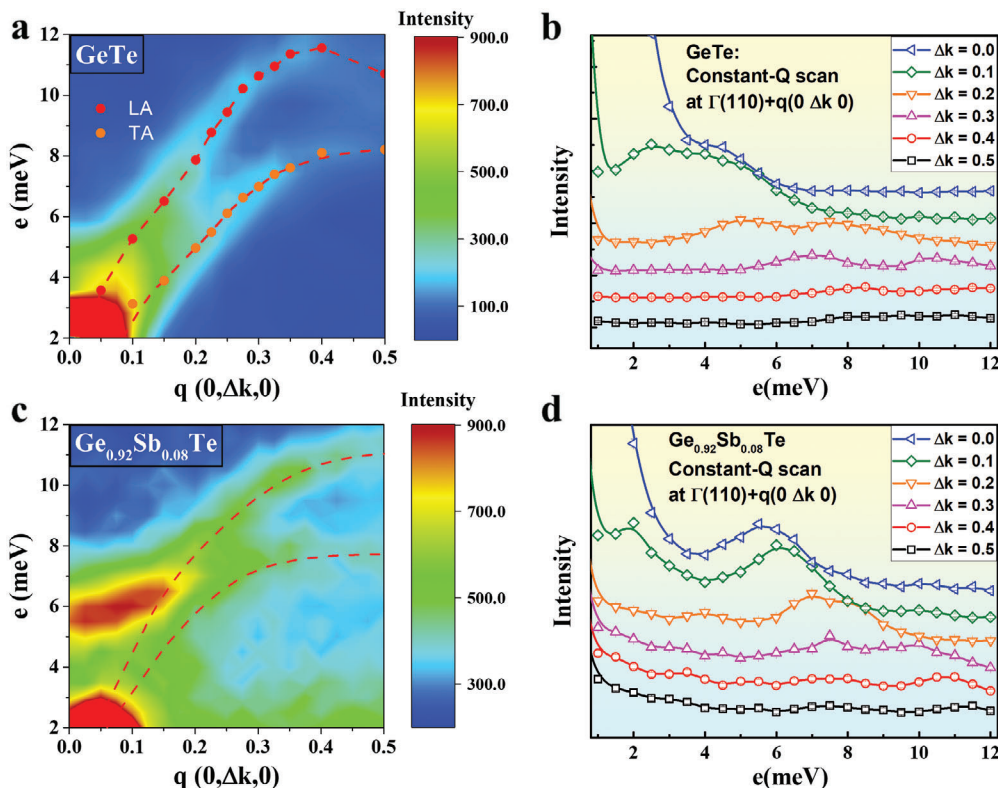 a
GeTe
LA
TA
e (meV)
12
10
8
6
4
2
0.0 0.1 0.2 0.3 0.4 0.5
q (0,Δk,0)
Intensity
900.0
700.0
500.0
300.0
100.0
b
GeTe:
Constant-Q scan
at Γ(110)+q(0 Δk 0)
Δk = 0.0
Δk = 0.1
Δk = 0.2
Δk = 0.3
Δk = 0.4
Δk = 0.5
Intensity
2 4 6 8 10 12
e(meV)
c
Ge0.92Sb0.08Te
e (meV)
12
10
8
6
4
2
0.0 0.1 0.2 0.3 0.4 0.5
q (0,Δk,0)
Intensity
900.0
700.0
500.0
300.0
d
Ge0.92Sb0.08Te
Constant-Q scan
at Γ(110)+q(0 Δk 0)
Δk = 0.0
Δk = 0.1
Δk = 0.2
Δk = 0.3
Δk = 0.4
Δk = 0.5
Intensity
2 4 6 8 10 12
e(meV)